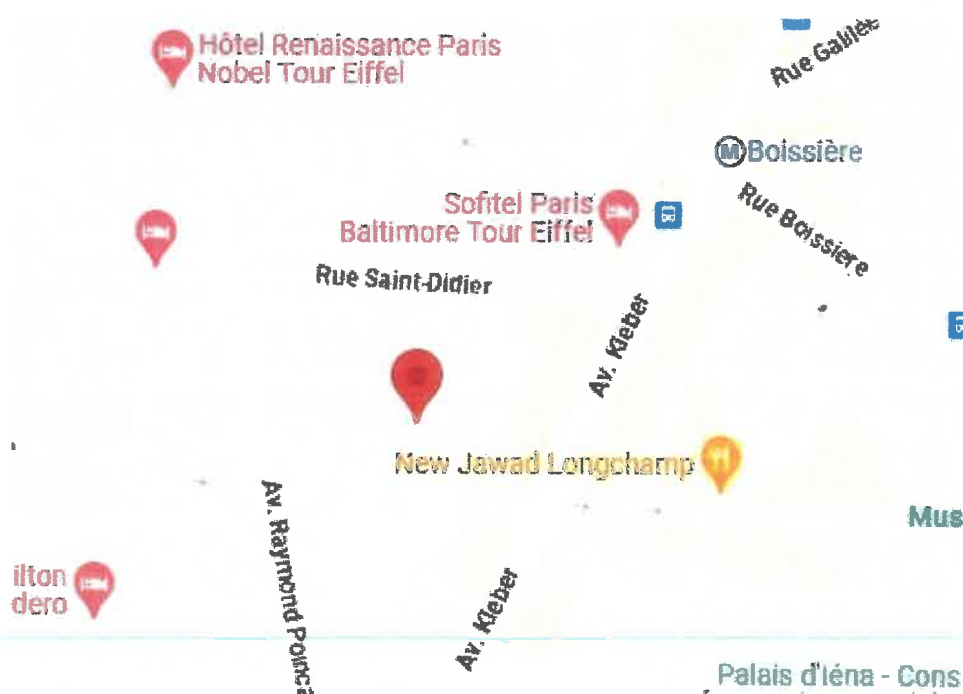 Hôtel Renaissance Paris
Nobel Tour Eiffel
Rue Galilée
M Boissière
Sofitel Paris
Baltimore Tour Eiffel
Rue Boissiere
Rue Saint-Didier
Av. Kleber
New Jawad Longchamp
Av. Raymond Poinca
Mus
ilton
dero
Av. Kleber
Palais d'Iéna - Cons